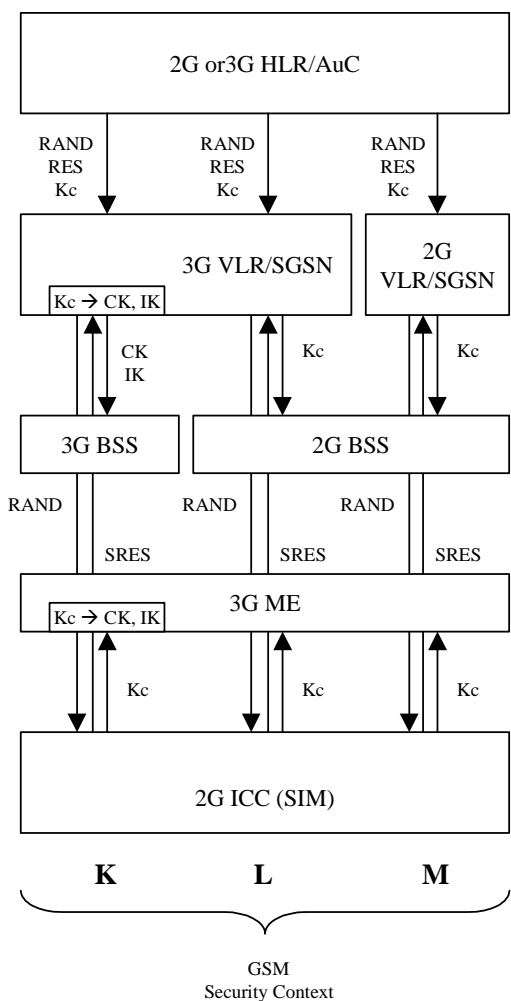 2G or3G HLR/AuC
RAND
RES
Kc
RAND
RES
Kc
RAND
RES
Kc
3G VLR/SGSN
2G
VLR/SGSN
Kc → CK, IK
CK
IK
Kc
Kc
3G BSS
2G BSS
RAND
RAND
RAND
SRES
SRES
SRES
3G ME
Kc → CK, IK
Kc
Kc
Kc
2G ICC (SIM)
K
L
M
GSM
Security Context